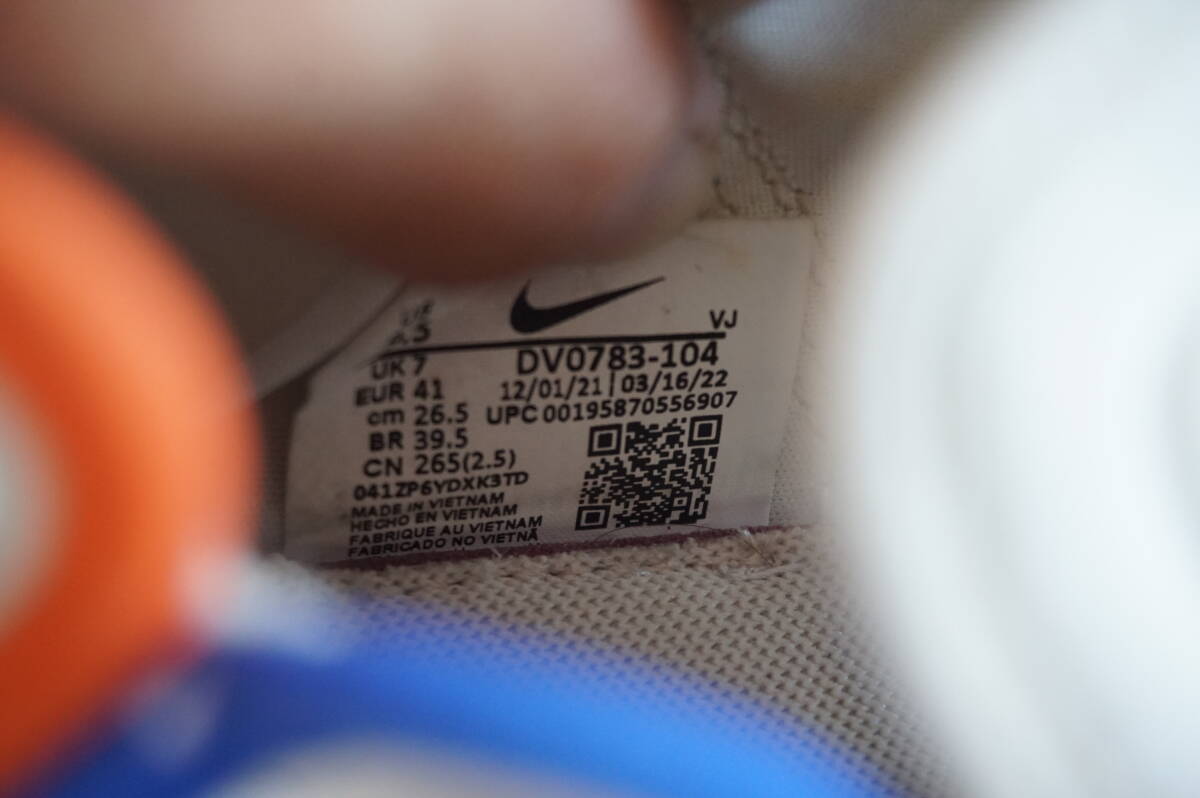 VJ
UK 7
DV0783-104
EUR 41
12/01/21 | 03/16/22
cm 26.5
UPC 00195870556907
BR 39.5
CN 265(2.5)
041ZP6YDXK3TD
MADE IN VIETNAM
HECHO EN VIETNAM
FABRIQUE AU VIETNAM
FABRICADO NO VIETNÃ